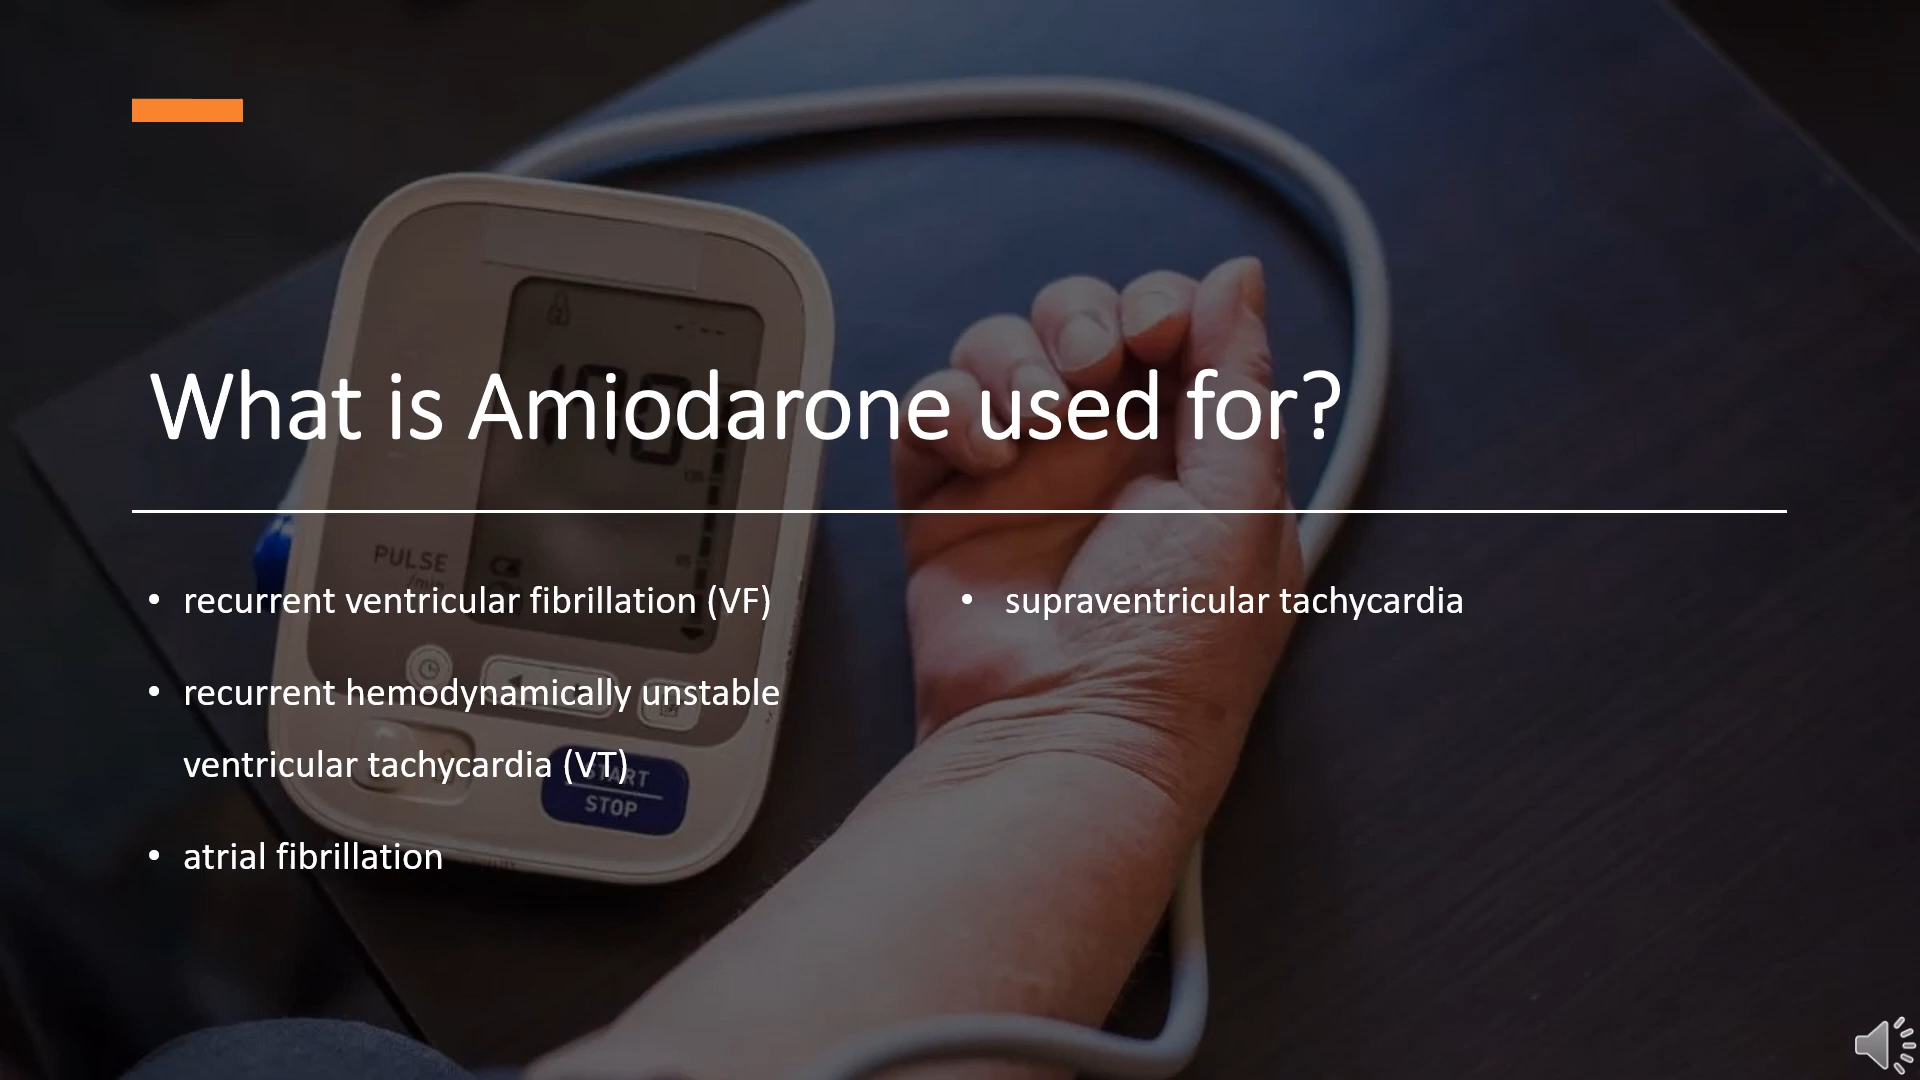 What is Amiodarone used for?
• recurrent ventricular fibrillation (VF)
• recurrent hemodynamically unstable
ventricular tachycardia (VT)
• atrial fibrillation
• supraventricular tachycardia
PULSE
/min
START
STOP